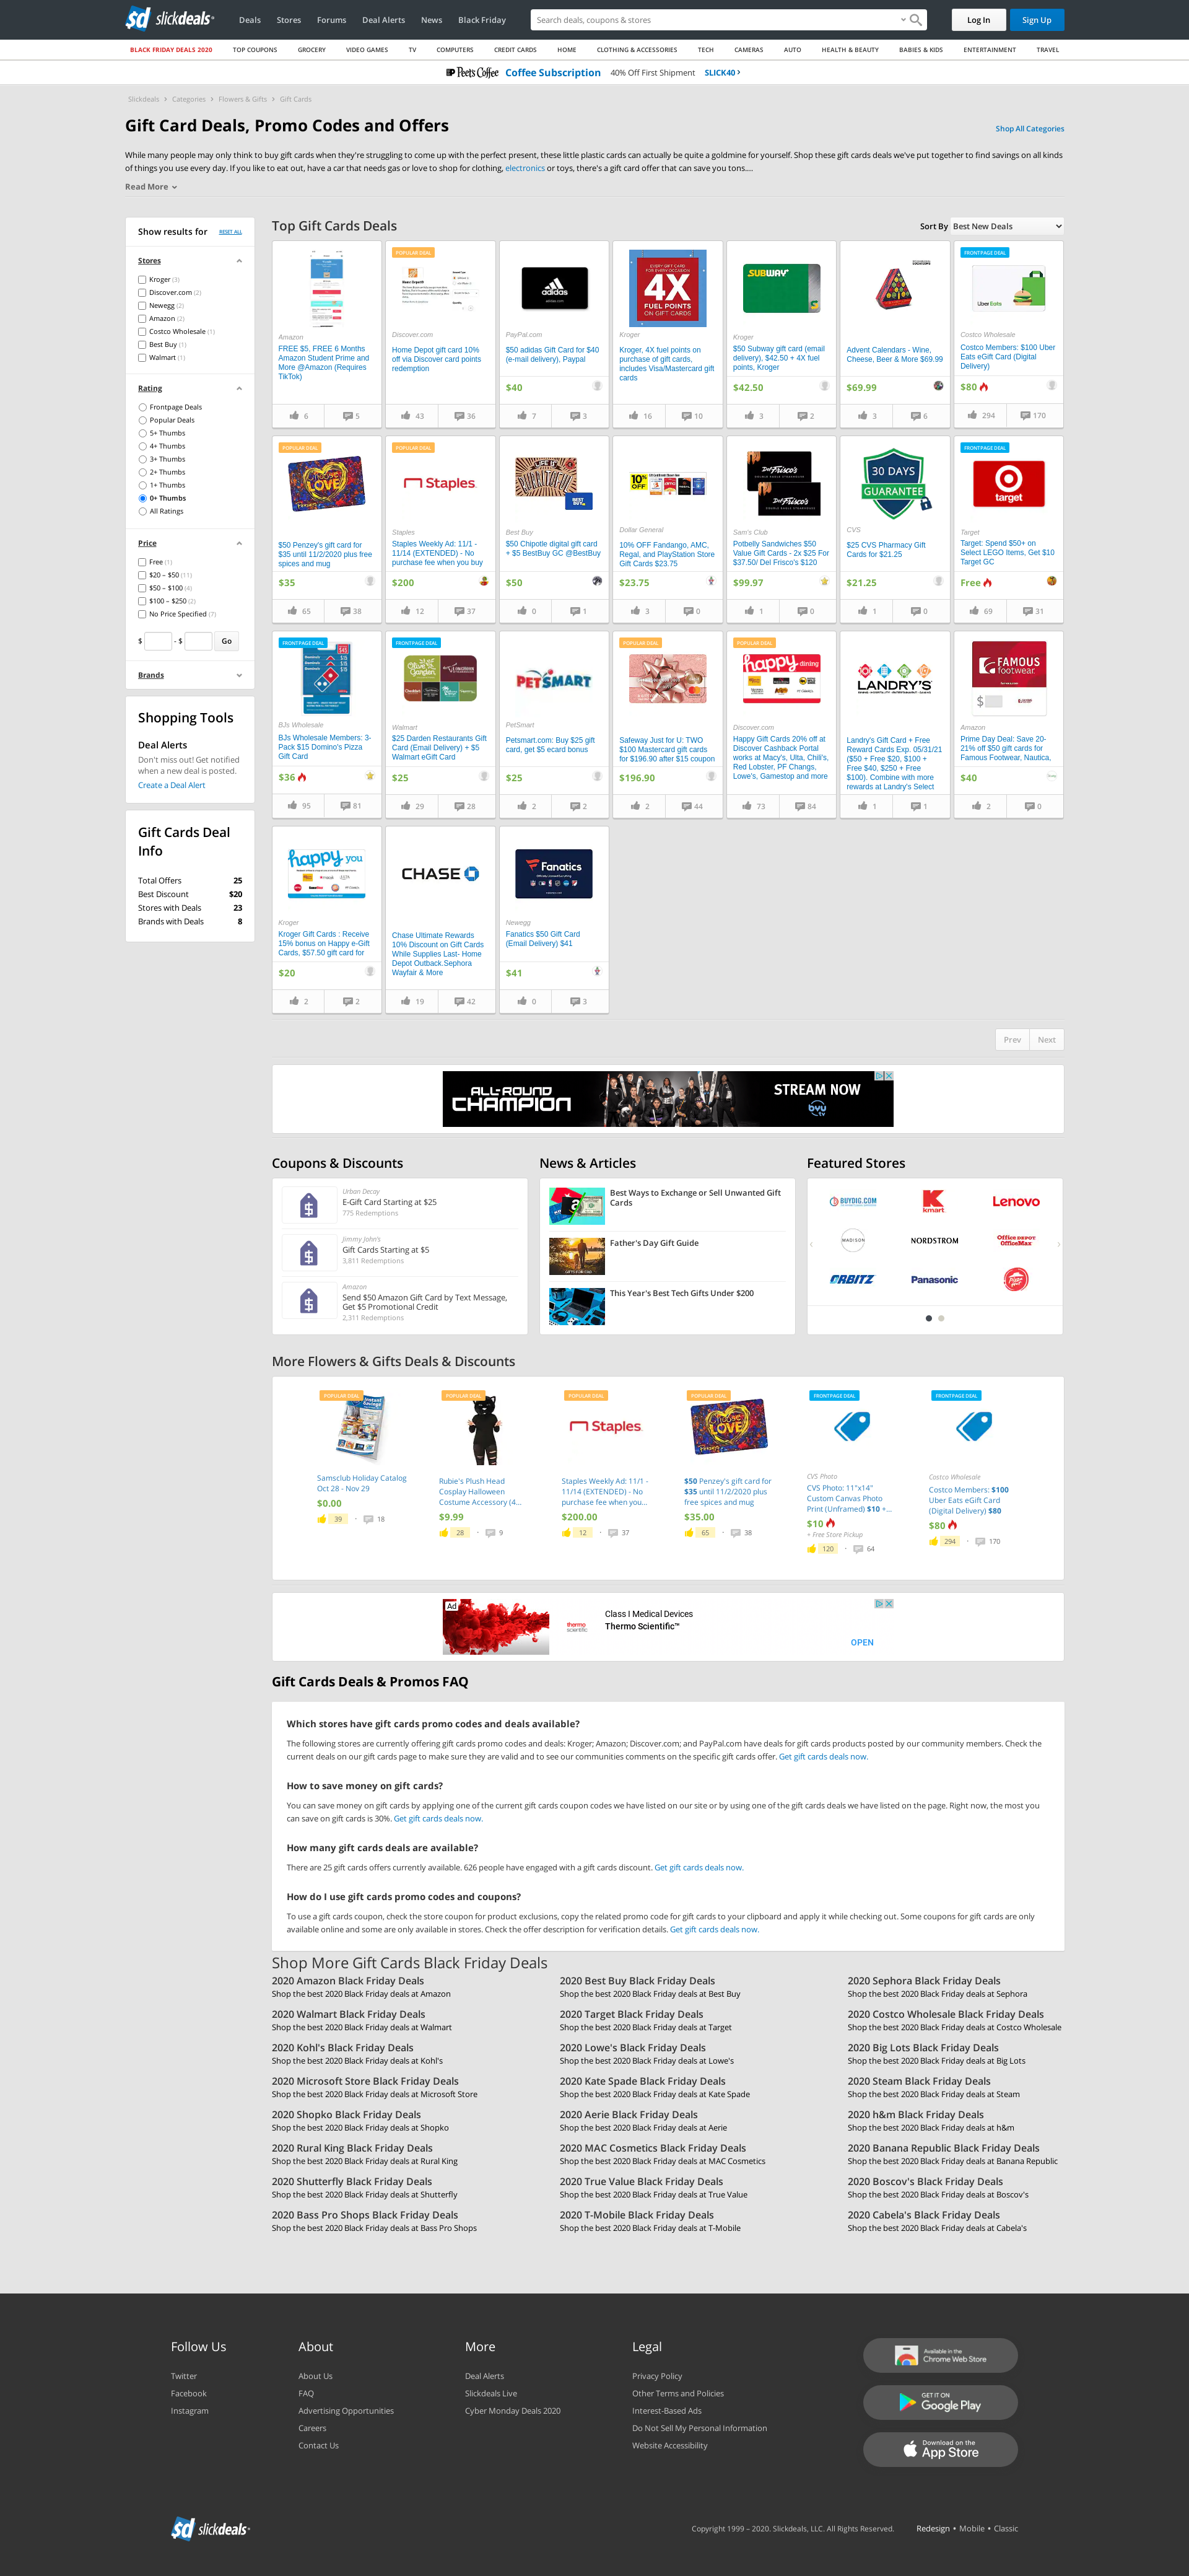 slickdeals
Deals
Stores
Forums
Deal Alerts
News
Black Friday
Search deals, coupons & stores
Log In
Sign Up
BLACK FRIDAY DEALS 2020
TOP COUPONS
GROCERY
VIDEO GAMES
TV
COMPUTERS
CREDIT CARDS
HOME
CLOTHING & ACCESSORIES
TECH
CAMERAS
AUTO
HEALTH & BEAUTY
BABIES & KIDS
ENTERTAINMENT
TRAVEL
Peet's Coffee Coffee Subscription 40% Off First Shipment SLICK40 ›
Slickdeals › Categories › Flowers & Gifts › Gift Cards
Gift Card Deals, Promo Codes and Offers
Shop All Categories
While many people may only think to buy gift cards when they're struggling to come up with the perfect present, these little plastic cards can actually be quite a goldmine for yourself. Shop these gift cards deals we've put together to find savings on all kinds
of things you use every day. If you like to eat out, have a car that needs gas or love to shop for clothing, electronics or toys, there's a gift card offer that can save you tons....
Read More
Show results for RESET ALL
Stores
Kroger (3)
Discover.com (2)
Newegg (2)
Amazon (2)
Costco Wholesale (1)
Best Buy (1)
Walmart (1)
Rating
Frontpage Deals
Popular Deals
5+ Thumbs
4+ Thumbs
3+ Thumbs
2+ Thumbs
1+ Thumbs
0+ Thumbs
All Ratings
Price
Free (1)
$20 – $50 (11)
$50 – $100 (4)
$100 – $250 (2)
No Price Specified (7)
$ - $ Go
Brands
Shopping Tools
Deal Alerts
Don't miss out! Get notified
when a new deal is posted.
Create a Deal Alert
Gift Cards Deal
Info
Total Offers 25
Best Discount $20
Stores with Deals 23
Brands with Deals 8
Top Gift Cards Deals
Sort By Best New Deals
Amazon
FREE $5, FREE 6 Months
Amazon Student Prime and
More @Amazon (Requires
TikTok)
6 5
POPULAR DEAL
Discover.com
Home Depot gift card 10%
off via Discover card points
redemption
43 36
adidas
PayPal.com
$50 adidas Gift Card for $40
(e-mail delivery), Paypal
$40
7 3
EVERY GIFT CARD
FOR EVERY OCCASION
4X
FUEL POINTS
ON GIFT CARDS
Kroger
Kroger, 4X fuel points on
purchase of gift cards,
includes Visa/Mastercard gift
cards
16 10
SUBWAY
Kroger
$50 Subway gift card (email
delivery), $42.50 + 4X fuel
points, Kroger
$42.50
3 2
Advent Calendars - Wine,
Cheese, Beer & More $69.99
$69.99
3 6
FRONTPAGE DEAL
Uber Eats
Costco Wholesale
Costco Members: $100 Uber
Eats eGift Card (Digital
Delivery)
$80
294 170
POPULAR DEAL
Choose LOVE
Penzeys
$50 Penzey's gift card for
$35 until 11/2/2020 plus free
spices and mug
$35
65 38
POPULAR DEAL
Staples
Staples
Staples Weekly Ad: 11/1 -
11/14 (EXTENDED) - No
purchase fee when you buy
$200
12 37
BEST BUY
Best Buy
$50 Chipotle digital gift card
+ $5 BestBuy GC @BestBuy
$50
0 1
10% OFF
Dollar General
10% OFF Fandango, AMC,
Regal, and PlayStation Store
Gift Cards $23.75
$23.75
3 0
Del Frisco's
Del Frisco's
Sam's Club
Potbelly Sandwiches $50
Value Gift Cards - 2x $25 For
$37.50/ Del Frisco's $120
$99.97
1 0
30 DAYS
GUARANTEE
CVS
$25 CVS Pharmacy Gift
Cards for $21.25
$21.25
1 0
FRONTPAGE DEAL
target
Target
Target: Spend $50+ on
Select LEGO Items, Get $10
Target GC
Free
69 31
FRONTPAGE DEAL
$45
BJs Wholesale
BJs Wholesale Members: 3-
Pack $15 Domino's Pizza
Gift Card
$36
95 81
FRONTPAGE DEAL
Olive Garden
Walmart
$25 Darden Restaurants Gift
Card (Email Delivery) + $5
Walmart eGift Card
$25
29 28
PETSMART
PetSmart
Petsmart.com: Buy $25 gift
card, get $5 ecard bonus
$25
2 2
POPULAR DEAL
Safeway Just for U: TWO
$100 Mastercard gift cards
for $196.90 after $15 coupon
$196.90
2 44
POPULAR DEAL
happy dining
Discover.com
Happy Gift Cards 20% off at
Discover Cashback Portal
works at Macy's, Ulta, Chili's,
Red Lobster, PF Changs,
Lowe's, Gamestop and more
73 84
LANDRY'S
Landry's Gift Card + Free
Reward Cards Exp. 05/31/21
($50 + Free $20, $100 +
Free $40, $250 + Free
$100). Combine with more
rewards at Landry's Select
1 1
FAMOUS
footwear
$
Amazon
Prime Day Deal: Save 20-
21% off $50 gift cards for
Famous Footwear, Nautica,
$40
2 0
happy you
Kroger
Kroger Gift Cards : Receive
15% bonus on Happy e-Gift
Cards, $57.50 gift card for
$20
2 2
CHASE
Chase Ultimate Rewards
10% Discount on Gift Cards
While Supplies Last- Home
Depot Outback.Sephora
Wayfair & More
19 42
Fanatics
Newegg
Fanatics $50 Gift Card
(Email Delivery) $41
$41
0 3
Prev Next
ALL-ROUND
CHAMPION
STREAM NOW
byu
tv
Coupons & Discounts
Urban Decay
E-Gift Card Starting at $25
775 Redemptions
Jimmy John's
Gift Cards Starting at $5
3,811 Redemptions
Amazon
Send $50 Amazon Gift Card by Text Message,
Get $5 Promotional Credit
2,311 Redemptions
News & Articles
Best Ways to Exchange or Sell Unwanted Gift
Cards
Father's Day Gift Guide
This Year's Best Tech Gifts Under $200
Featured Stores
BUYDIG.COM
kmart
Lenovo
MADISON
NORDSTROM
Office DEPOT
OfficeMax
ORBITZ
Panasonic
Pizza Hut
More Flowers & Gifts Deals & Discounts
POPULAR DEAL
Instant Savings
Samsclub Holiday Catalog
Oct 28 - Nov 29
$0.00
39 • 18
POPULAR DEAL
Rubie's Plush Head
Cosplay Halloween
Costume Accessory (4...
$9.99
28 • 9
POPULAR DEAL
Staples
Staples Weekly Ad: 11/1 -
11/14 (EXTENDED) - No
purchase fee when you...
$200.00
12 • 37
POPULAR DEAL
Choose LOVE
Penzeys
$50 Penzey's gift card for
$35 until 11/2/2020 plus
free spices and mug
$35.00
65 • 38
FRONTPAGE DEAL
CVS Photo
CVS Photo: 11"x14"
Custom Canvas Photo
Print (Unframed) $10 +...
$10
+ Free Store Pickup
120 • 64
FRONTPAGE DEAL
Costco Wholesale
Costco Members: $100
Uber Eats eGift Card
(Digital Delivery) $80
$80
294 • 170
Ad
thermo
scientific
Class I Medical Devices
Thermo Scientific™
OPEN
Gift Cards Deals & Promos FAQ
Which stores have gift cards promo codes and deals available?
The following stores are currently offering gift cards promo codes and deals: Kroger; Amazon; Discover.com; and PayPal.com have deals for gift cards products posted by our community members. Check the
current deals on our gift cards page to make sure they are valid and to see our communities comments on the specific gift cards offer. Get gift cards deals now.
How to save money on gift cards?
You can save money on gift cards by applying one of the current gift cards coupon codes we have listed on our site or by using one of the gift cards deals we have listed on the page. Right now, the most you
can save on gift cards is 30%. Get gift cards deals now.
How many gift cards deals are available?
There are 25 gift cards offers currently available. 626 people have engaged with a gift cards discount. Get gift cards deals now.
How do I use gift cards promo codes and coupons?
To use a gift cards coupon, check the store coupon for product exclusions, copy the related promo code for gift cards to your clipboard and apply it while checking out. Some coupons for gift cards are only
available online and some are only available in stores. Check the offer description for verification details. Get gift cards deals now.
Shop More Gift Cards Black Friday Deals
2020 Amazon Black Friday Deals
Shop the best 2020 Black Friday deals at Amazon
2020 Best Buy Black Friday Deals
Shop the best 2020 Black Friday deals at Best Buy
2020 Sephora Black Friday Deals
Shop the best 2020 Black Friday deals at Sephora
2020 Walmart Black Friday Deals
Shop the best 2020 Black Friday deals at Walmart
2020 Target Black Friday Deals
Shop the best 2020 Black Friday deals at Target
2020 Costco Wholesale Black Friday Deals
Shop the best 2020 Black Friday deals at Costco Wholesale
2020 Kohl's Black Friday Deals
Shop the best 2020 Black Friday deals at Kohl's
2020 Lowe's Black Friday Deals
Shop the best 2020 Black Friday deals at Lowe's
2020 Big Lots Black Friday Deals
Shop the best 2020 Black Friday deals at Big Lots
2020 Microsoft Store Black Friday Deals
Shop the best 2020 Black Friday deals at Microsoft Store
2020 Kate Spade Black Friday Deals
Shop the best 2020 Black Friday deals at Kate Spade
2020 Steam Black Friday Deals
Shop the best 2020 Black Friday deals at Steam
2020 Shopko Black Friday Deals
Shop the best 2020 Black Friday deals at Shopko
2020 Aerie Black Friday Deals
Shop the best 2020 Black Friday deals at Aerie
2020 h&m Black Friday Deals
Shop the best 2020 Black Friday deals at h&m
2020 Rural King Black Friday Deals
Shop the best 2020 Black Friday deals at Rural King
2020 MAC Cosmetics Black Friday Deals
Shop the best 2020 Black Friday deals at MAC Cosmetics
2020 Banana Republic Black Friday Deals
Shop the best 2020 Black Friday deals at Banana Republic
2020 Shutterfly Black Friday Deals
Shop the best 2020 Black Friday deals at Shutterfly
2020 True Value Black Friday Deals
Shop the best 2020 Black Friday deals at True Value
2020 Boscov's Black Friday Deals
Shop the best 2020 Black Friday deals at Boscov's
2020 Bass Pro Shops Black Friday Deals
Shop the best 2020 Black Friday deals at Bass Pro Shops
2020 T-Mobile Black Friday Deals
Shop the best 2020 Black Friday deals at T-Mobile
2020 Cabela's Black Friday Deals
Shop the best 2020 Black Friday deals at Cabela's
Follow Us
Twitter
Facebook
Instagram
About
About Us
FAQ
Advertising Opportunities
Careers
Contact Us
More
Deal Alerts
Slickdeals Live
Cyber Monday Deals 2020
Legal
Privacy Policy
Other Terms and Policies
Interest-Based Ads
Do Not Sell My Personal Information
Website Accessibility
Available in the
Chrome Web Store
GET IT ON
Google Play
Download on the
App Store
slickdeals
Copyright 1999 – 2020. Slickdeals, LLC. All Rights Reserved.
Redesign • Mobile • Classic